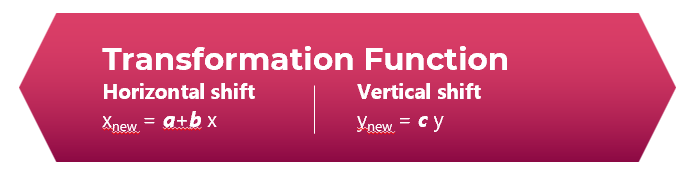 Transformation Function
Horizontal shift
xnew = a+b x
Vertical shift
ynew = c y